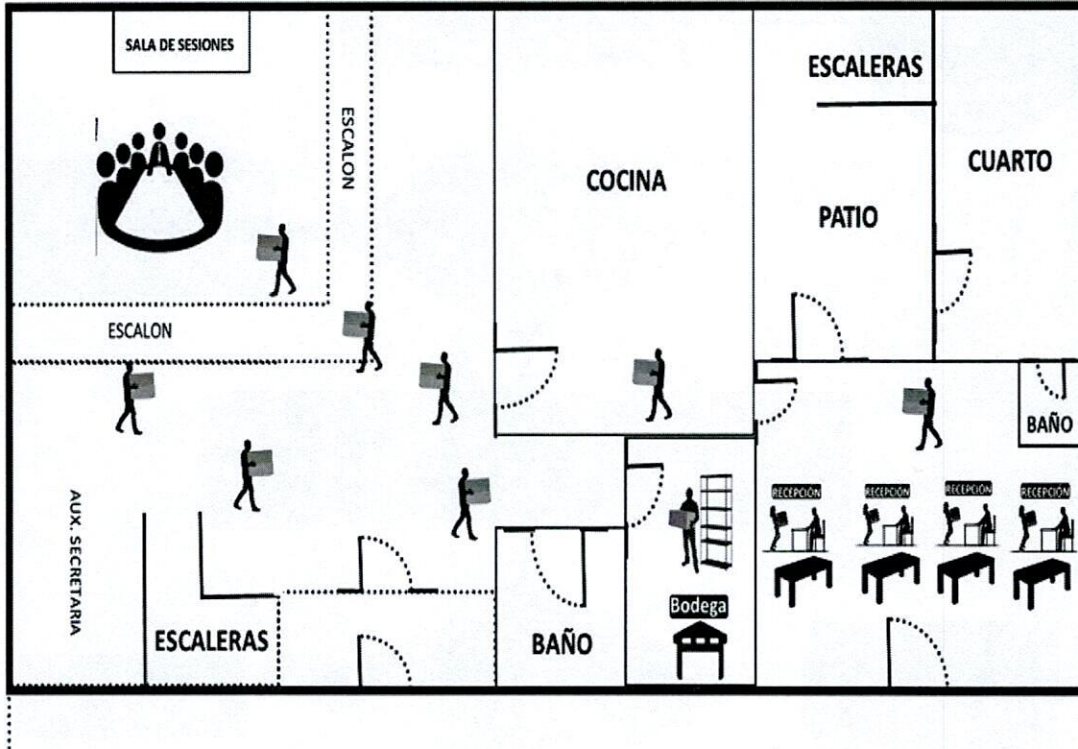 SALA DE SESIONES
ESCALON
ESCALON
COCINA
ESCALERAS
PATIO
CUARTO
BAÑO
RECEPCIÓN
RECEPCIÓN
RECEPCIÓN
RECEPCIÓN
AUX. SECRETARIA
ESCALERAS
BAÑO
Bodega